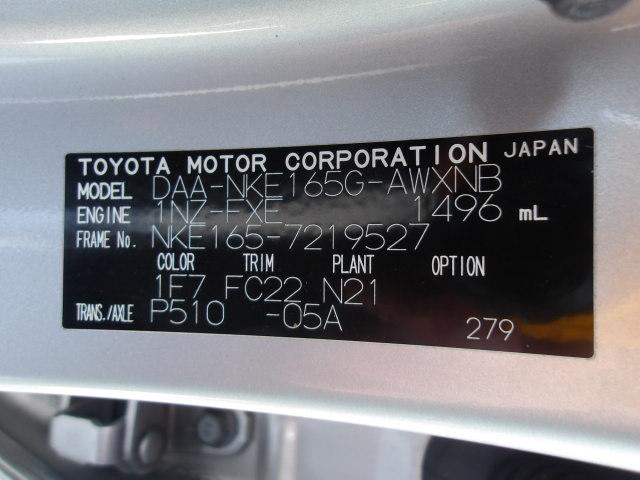 TOYOTA MOTOR CORPORATION JAPAN
MODEL DAA-NKE165G-AWXNB
ENGINE 1NZ-FXE 1496 mL
FRAME No. NKE165-7219527
COLOR TRIM PLANT OPTION
1F7 FC22 N21
TRANS./AXLE P510 -05A
279